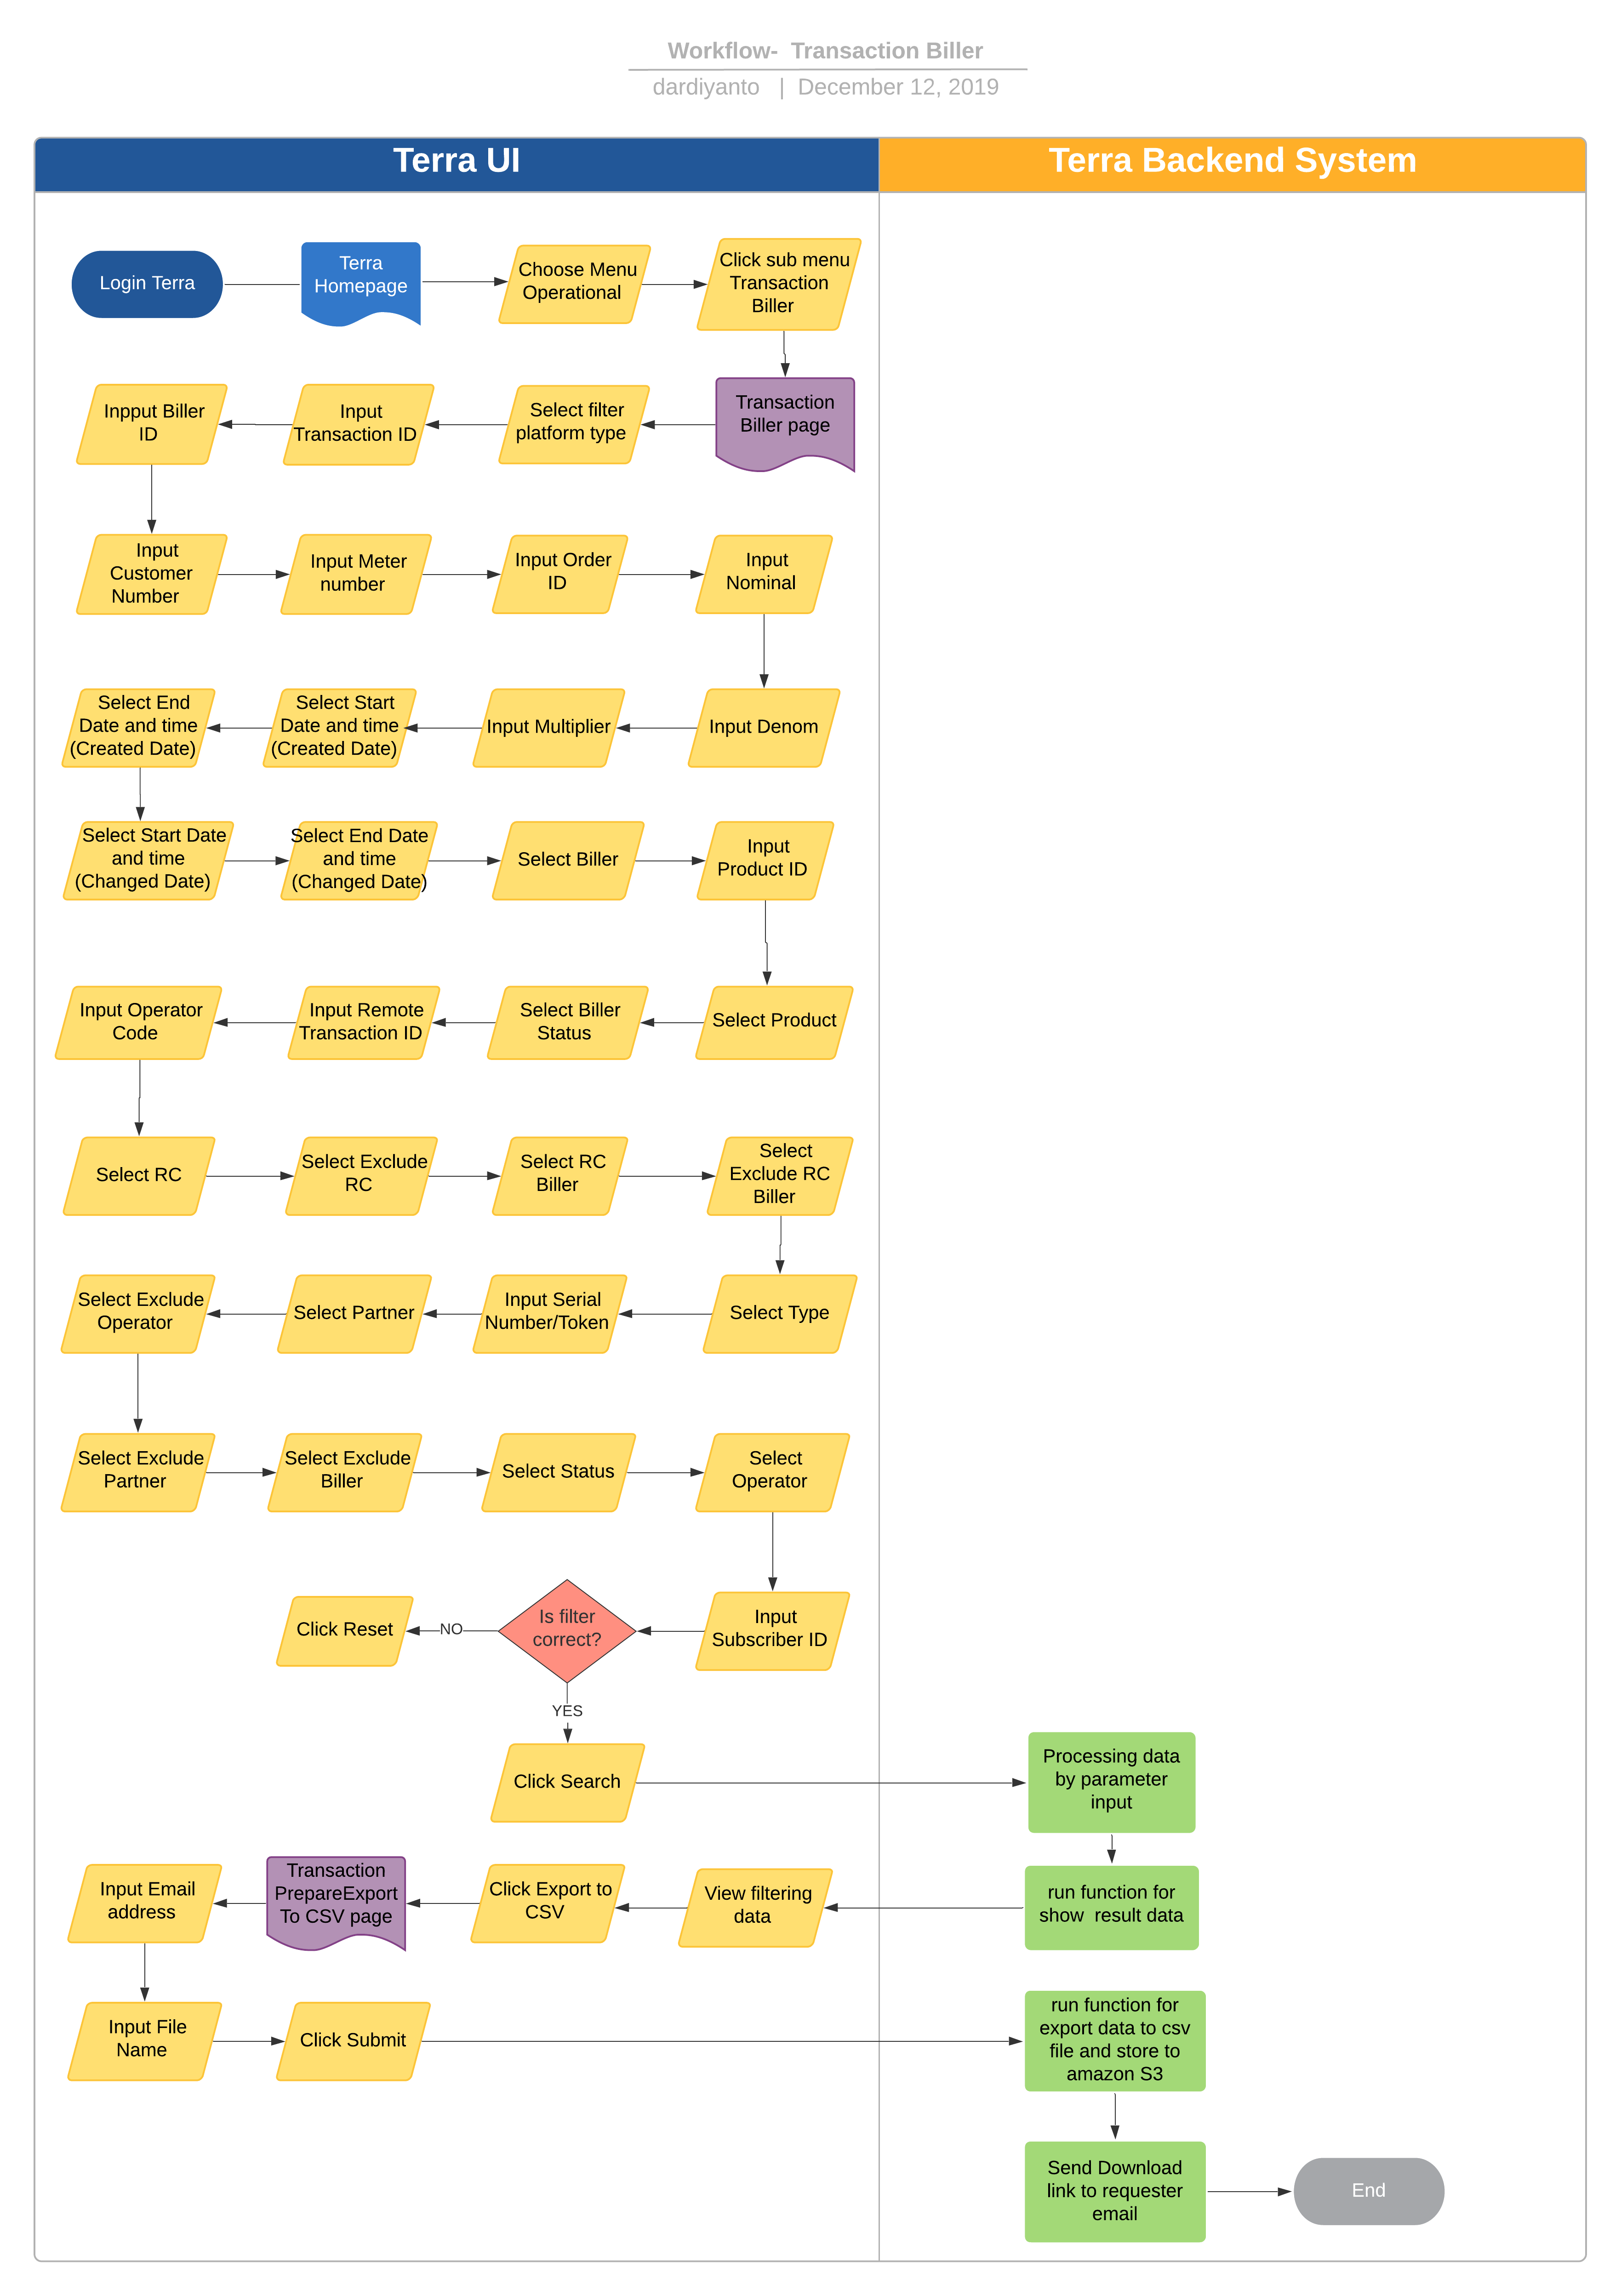 Workflow-  Transaction Biller
dardiyanto   |  December 12, 2019
Terra UI
Terra Backend System
Login Terra
Terra
Homepage
Choose Menu
Operational
Click sub menu
Transaction
Biller
Transaction
Biller page
Select filter
platform type
Input
Transaction ID
Inpput Biller
ID
Input
Customer
Number
Input Meter
number
Input Order
ID
Input
Nominal
Input Denom
Input Multiplier
Select Start
Date and time
(Created Date)
Select End
Date and time
(Created Date)
Select Start Date
and time
(Changed Date)
Select End Date
and time
(Changed Date)
Select Biller
Input
Product ID
Select Product
Select Biller
Status
Input Remote
Transaction ID
Input Operator
Code
Select RC
Select Exclude
RC
Select RC
Biller
Select
Exclude RC
Biller
Select Type
Input Serial
Number/Token
Select Partner
Select Exclude
Operator
Select Exclude
Partner
Select Exclude
Biller
Select Status
Select
Operator
Input
Subscriber ID
Is filter
correct?
NO
Click Reset
YES
Click Search
Processing data
by parameter
input
run function for
show  result data
View filtering
data
Click Export to
CSV
Transaction
PrepareExport
To CSV page
Input Email
address
Input File
Name
Click Submit
run function for
export data to csv
file and store to
amazon S3
Send Download
link to requester
email
End